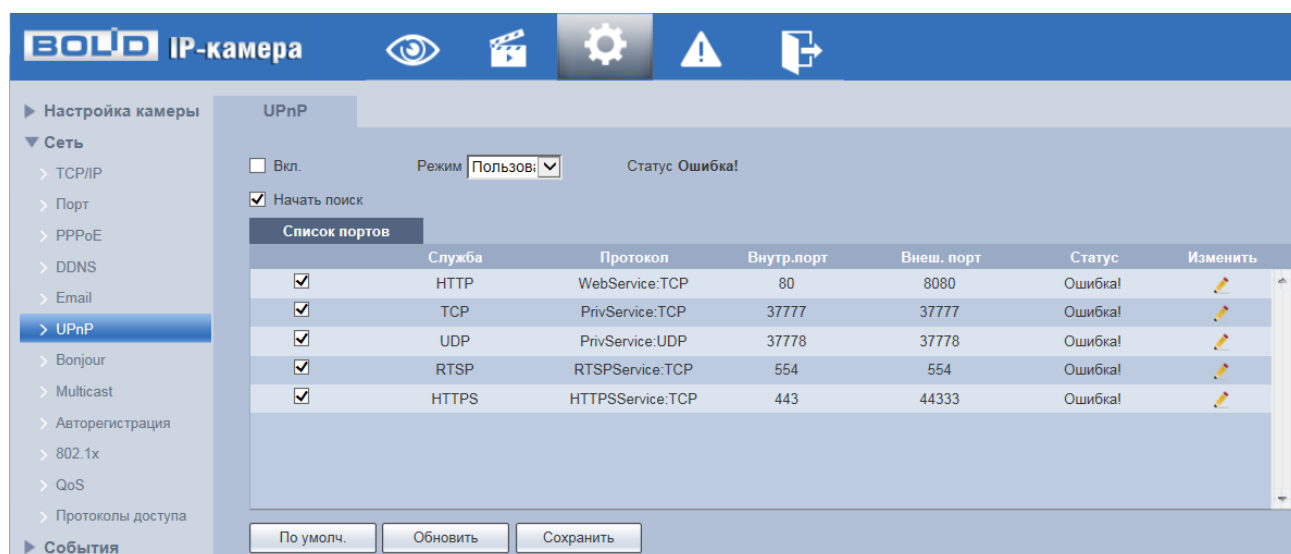 BOLID IP-камера
Настройка камеры
Сеть
TCP/IP
Порт
PPPoE
DDNS
Email
UPnP
Bonjour
Multicast
Авторегистрация
802.1x
QoS
Протоколы доступа
События
UPnP
Вкл. Режим Пользова Статус Ошибка!
Начать поиск
Список портов
Служба Протокол Внутр.порт Внеш. порт Статус Изменить
HTTP WebService:TCP 80 8080 Ошибка!
TCP PrivService:TCP 37777 37777 Ошибка!
UDP PrivService:UDP 37778 37778 Ошибка!
RTSP RTSPService:TCP 554 554 Ошибка!
HTTPS HTTPSService:TCP 443 44333 Ошибка!
По умолч. Обновить Сохранить